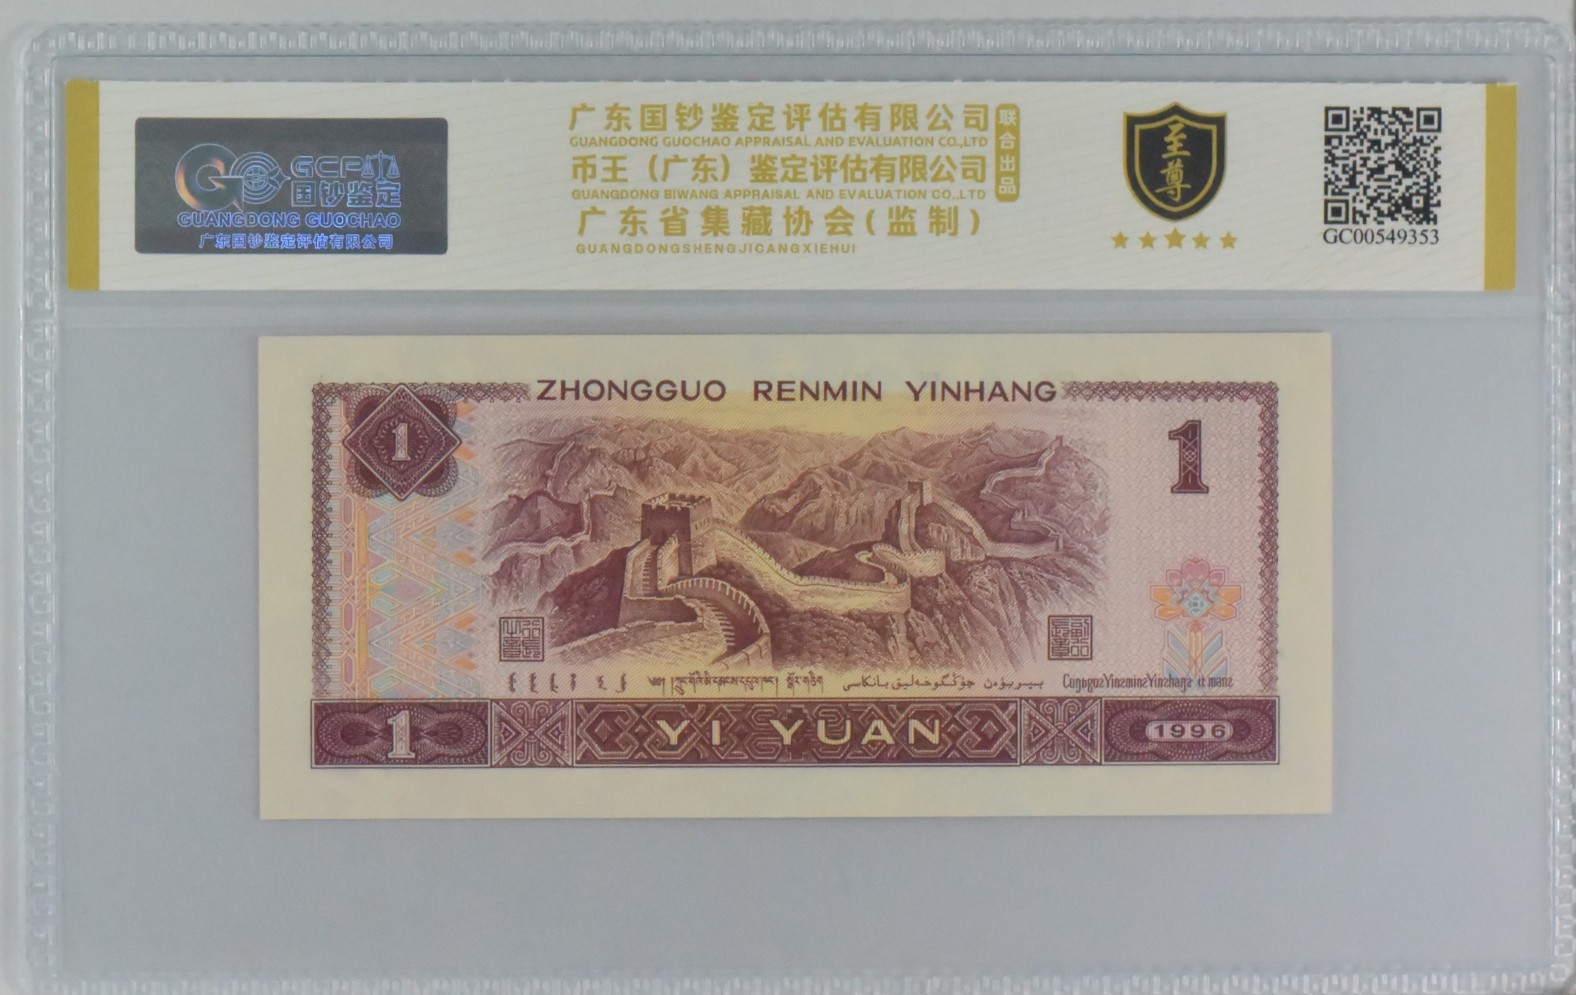 GCP
国钞鉴定
GUANGDONG GUOCHAO
广东国钞鉴定评估有限公司
广东国钞鉴定评估有限公司
GUANGDONG GUOCHAO APPRAISAL AND EVALUATION CO.,LTD
币王（广东）鉴定评估有限公司
GUANGDONG BIWANG APPRAISAL AND EVALUATION CO.,LTD
广东省集藏协会(监制)
GUANGDONGSHENGJICANGXIEHUI
联合出品
至尊
GC00549353
ZHONGGUO RENMIN YINHANG
1
1
1
YI YUAN
1996